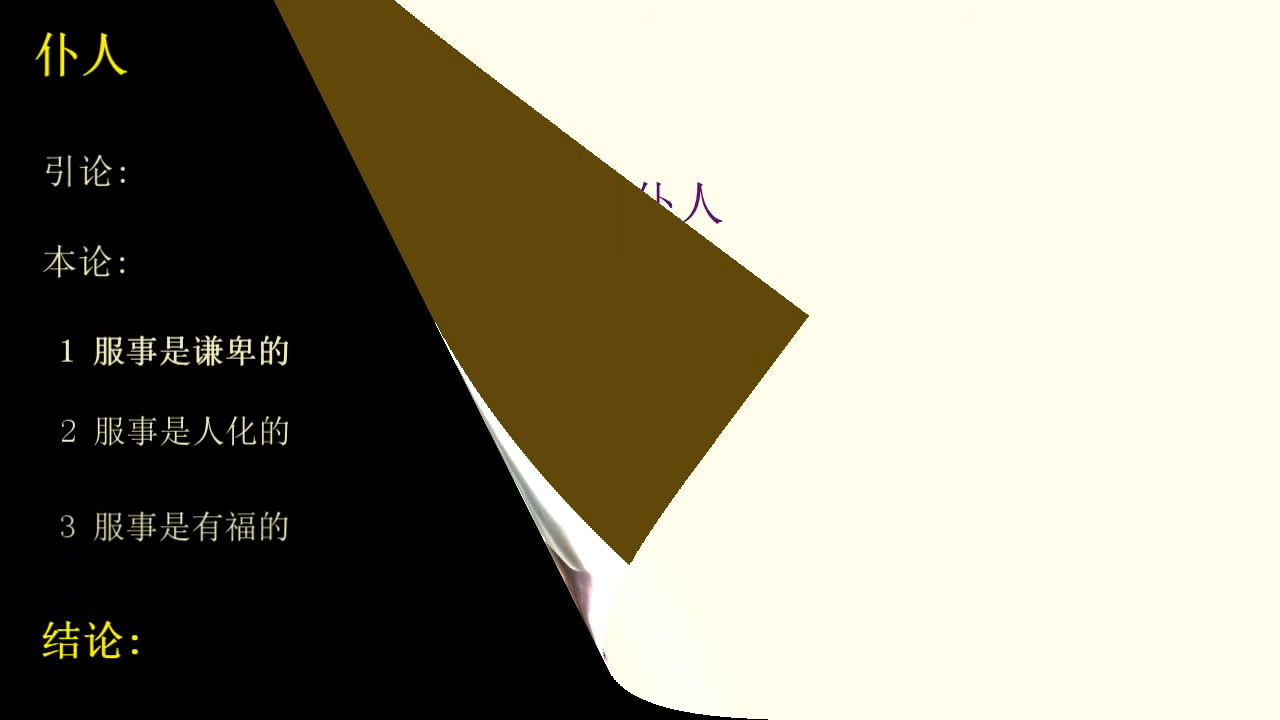 仆人
引论:
本论:
1 服事是谦卑的
2 服事是人化的
3 服事是有福的
结论:
仆人